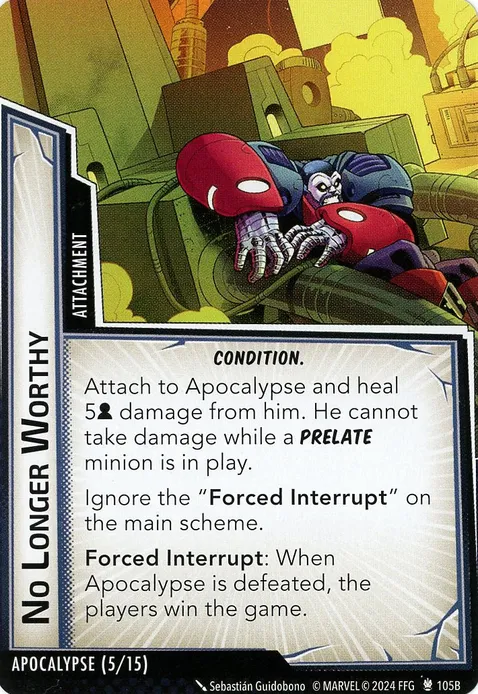 ATTACHMENT
NO LONGER WORTHY
CONDITION.
Attach to Apocalypse and heal
5 damage from him. He cannot
take damage while a PRELATE
minion is in play.
Ignore the “Forced Interrupt” on
the main scheme.
Forced Interrupt: When
Apocalypse is defeated, the
players win the game.
APOCALYPSE (5/15)
Sebastián Guidobono © MARVEL © 2024 FFG 105B